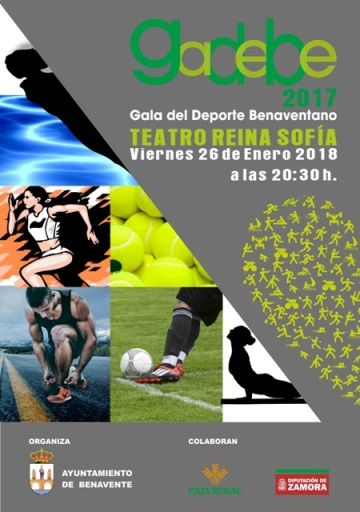 gadebe
2017
Gala del Deporte Benaventano
TEATRO REINA SOFÍA
Viernes 26 de Enero 2018
a las 20:30 h.
ORGANIZA
COLABORAN
AYUNTAMIENTO
DE BENAVENTE
CAJA RURAL
DIPUTACIÓN DE
ZAMORA